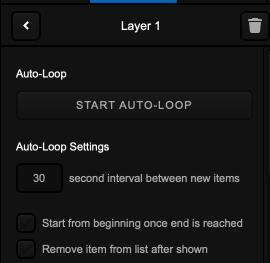 Layer 1
Auto-Loop
START AUTO-LOOP
Auto-Loop Settings
30 second interval between new items
Start from beginning once end is reached
Remove item from list after shown